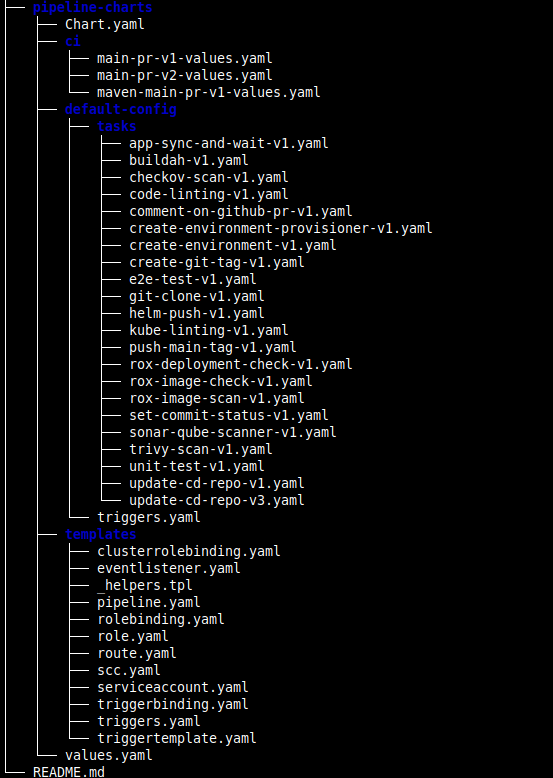 pipeline-charts
Chart.yaml
ci
main-pr-v1-values.yaml
main-pr-v2-values.yaml
maven-main-pr-v1-values.yaml
default-config
tasks
app-sync-and-wait-v1.yaml
buildah-v1.yaml
checkov-scan-v1.yaml
code-linting-v1.yaml
comment-on-github-pr-v1.yaml
create-environment-provisioner-v1.yaml
create-environment-v1.yaml
create-git-tag-v1.yaml
e2e-test-v1.yaml
git-clone-v1.yaml
helm-push-v1.yaml
kube-linting-v1.yaml
push-main-tag-v1.yaml
rox-deployment-check-v1.yaml
rox-image-check-v1.yaml
rox-image-scan-v1.yaml
set-commit-status-v1.yaml
sonar-qube-scanner-v1.yaml
trivy-scan-v1.yaml
unit-test-v1.yaml
update-cd-repo-v1.yaml
update-cd-repo-v3.yaml
triggers.yaml
templates
clusterrolebinding.yaml
eventlistener.yaml
_helpers.tpl
pipeline.yaml
rolebinding.yaml
role.yaml
route.yaml
scc.yaml
serviceaccount.yaml
triggerbinding.yaml
triggers.yaml
triggertemplate.yaml
values.yaml
README.md